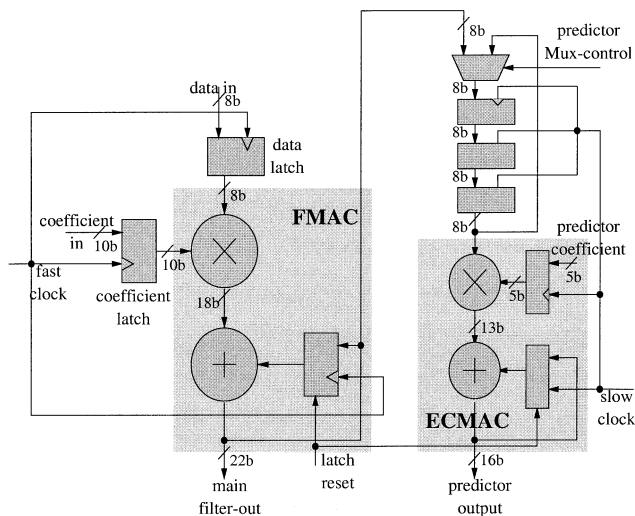 predictor
Mux-control
8b
data in
8b
8b
8b
data
latch
8b
8b
FMAC
8b
coefficient
in
10b
10b
predictor
coefficient
5b
5b
fast
clock
coefficient
latch
18b
13b
slow
clock
ECMAC
22b
latch
reset
16b
main
filter-out
predictor
output